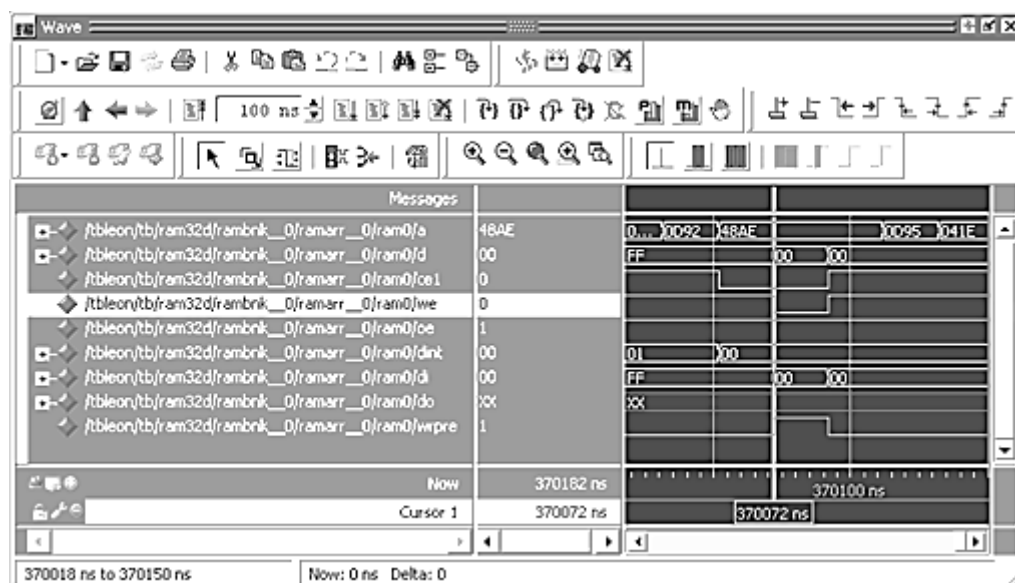 Wave
100 ns
Messages
/tbleon/tb/ram32d/rambnk__0/ramarr__0/ram0/a 48AE 0... 0D92 48AE 0D95 041E
/tbleon/tb/ram32d/rambnk__0/ramarr__0/ram0/d 00 FF 00 00
/tbleon/tb/ram32d/rambnk__0/ramarr__0/ram0/ce1 0
/tbleon/tb/ram32d/rambnk__0/ramarr__0/ram0/we 0
/tbleon/tb/ram32d/rambnk__0/ramarr__0/ram0/oe 1
/tbleon/tb/ram32d/rambnk__0/ramarr__0/ram0/dint 00 01 00
/tbleon/tb/ram32d/rambnk__0/ramarr__0/ram0/di 00 FF 00 00
/tbleon/tb/ram32d/rambnk__0/ramarr__0/ram0/do XX XX
/tbleon/tb/ram32d/rambnk__0/ramarr__0/ram0/wrpre 1
Now 370182 ns 370100 ns
Cursor 1 370072 ns 370072 ns
370018 ns to 370150 ns Now: 0 ns Delta: 0